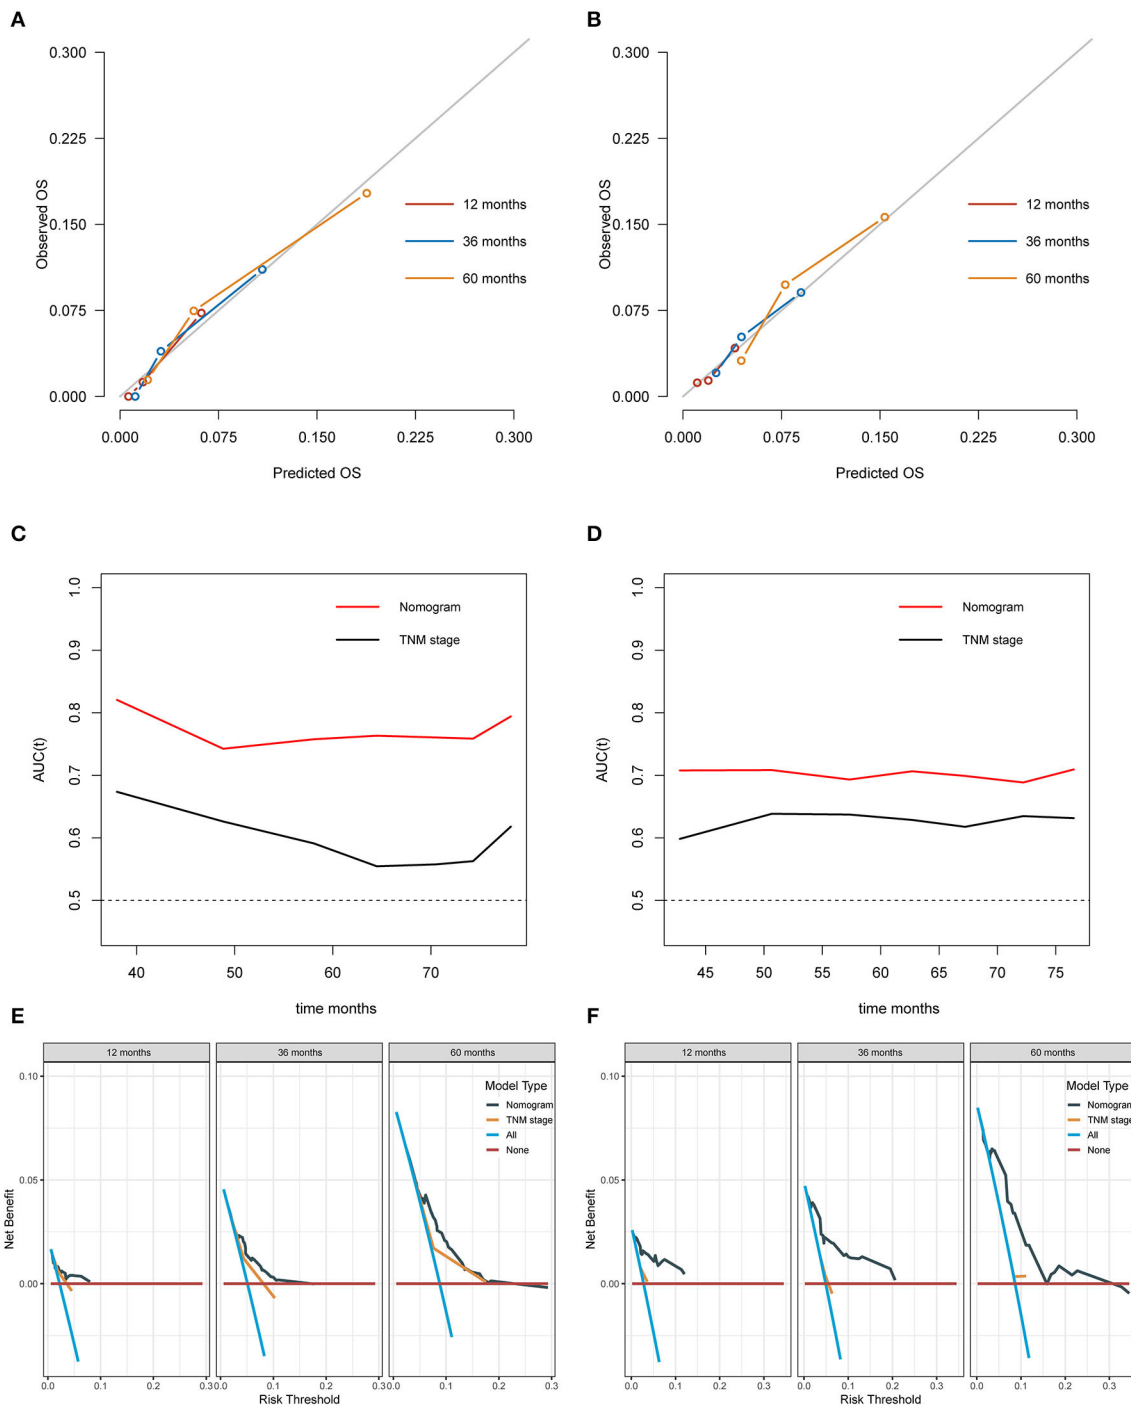 A
0.300
0.225
0.150
0.075
0.000
Observed OS
12 months
36 months
60 months
0.000 0.075 0.150 0.225 0.300
Predicted OS
B
0.300
0.225
0.150
0.075
0.000
Observed OS
12 months
36 months
60 months
0.000 0.075 0.150 0.225 0.300
Predicted OS
C
1.0
0.9
0.8
0.7
0.6
0.5
AUC(t)
Nomogram
TNM stage
40 50 60 70
time months
D
1.0
0.9
0.8
0.7
0.6
0.5
AUC(t)
Nomogram
TNM stage
45 50 55 60 65 70 75
time months
E
12 months 36 months 60 months
0.10
0.05
0.00
Net Benefit
Model Type
Nomogram
TNM stage
All
None
0.0 0.1 0.2 0.30.0 0.1 0.2 0.30.0 0.1 0.2 0.3
Risk Threshold
F
12 months 36 months 60 months
0.10
0.05
0.00
Net Benefit
Model Type
Nomogram
TNM stage
All
None
0.0 0.1 0.2 0.3 0.0 0.1 0.2 0.3 0.0 0.1 0.2 0.3
Risk Threshold